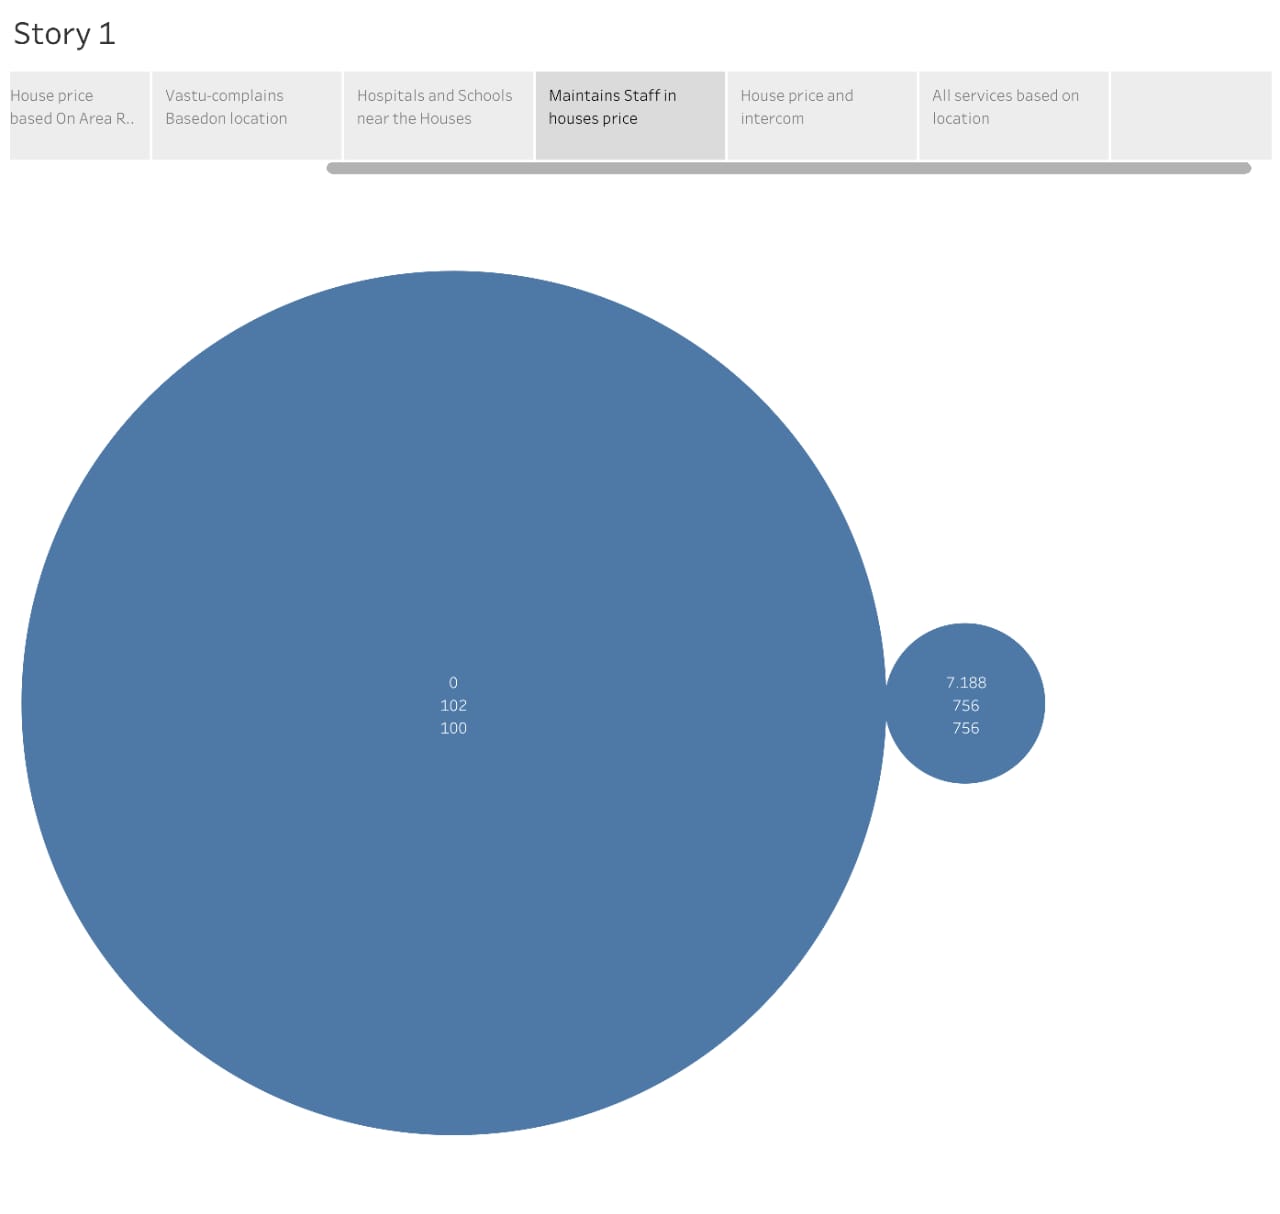 Story 1
House price
based On Area R..
Vastu-complains
Basedon location
Hospitals and Schools
near the Houses
Maintains Staff in
houses price
House price and
intercom
All services based on
location
0
102
100
7.188
756
756